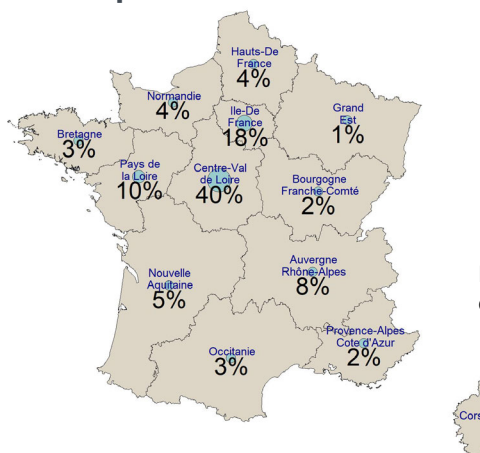 Hauts-De
France
4%
Normandie
4%
Ile-De
France
18%
Grand
Est
1%
Bretagne
3%
Pays de
la Loire
10%
Centre-Val
de Loire
40%
Bourgogne
Franche-Comté
2%
Nouvelle
Aquitaine
5%
Auvergne
Rhône-Alpes
8%
Occitanie
3%
Provence-Alpes
Cote d'Azur
2%
Cors